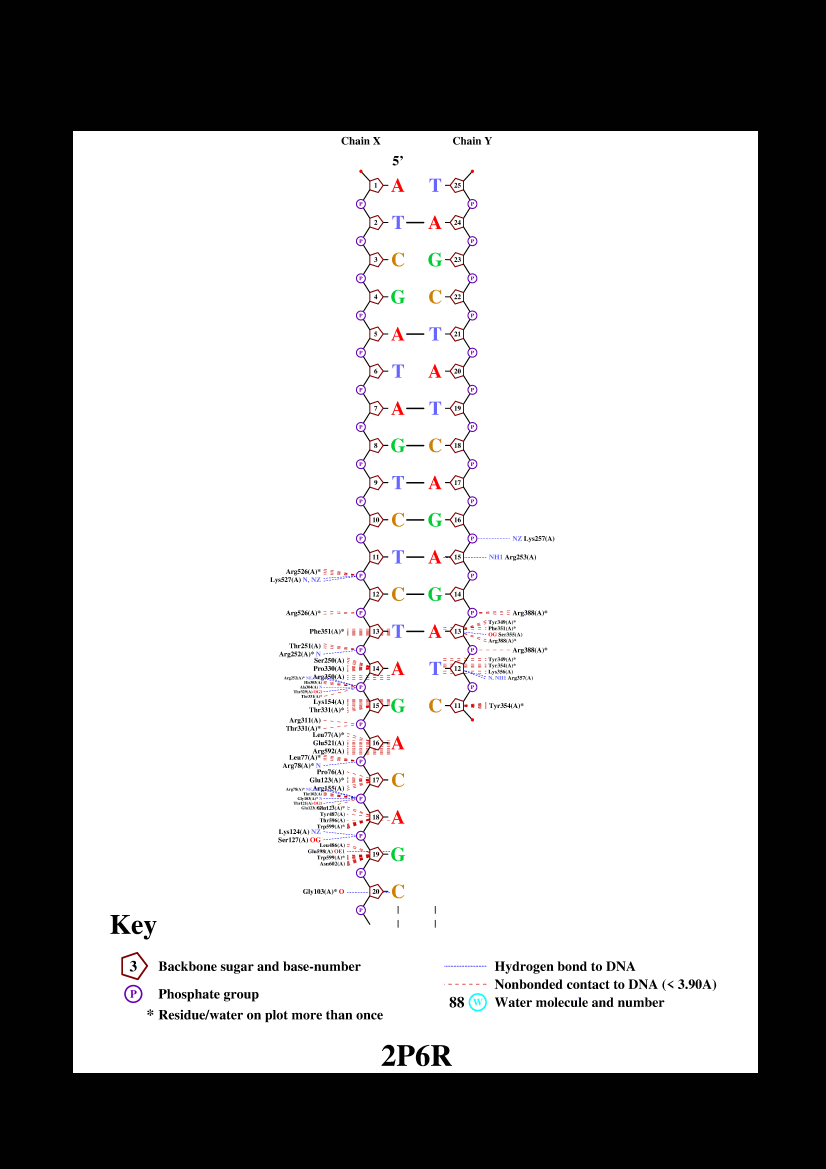 Chain X Chain Y
5’
1 A T 25
P P
2 T A 24
P P
3 C G 23
P P
4 G C 22
P P
5 A T 21
P P
6 T A 20
P P
7 A T 19
P P
8 G C 18
P P
9 T A 17
P P
10 C G 16
P P NZ Lys257(A)
11 T A 15 NH1 Arg253(A)
Arg526(A)*
Lys527(A) N, NZ P P
12 C G 14
Arg526(A)* P P Arg388(A)*
Tyr349(A)*
Phe351(A)*
Phe351(A)* 13 T A 13
OG Ser355(A)
Arg388(A)*
Thr251(A)
Arg252(A)* N P P Arg388(A)*
Ser250(A)
Tyr349(A)*
Pro330(A) 14 A T 12 Tyr354(A)*
Lys356(A)
Arg350(A)
N, NH1 Arg357(A)
P P
Thr331(A)*
Lys154(A)
Thr331(A)* 15 G C 11 Tyr354(A)*
Arg311(A)
Thr331(A)* P
Leu77(A)*
Glu521(A) 16 A
Arg592(A)
Leu77(A)*
Arg78(A)* N P
Pro76(A)
Glu123(A)* 17 C
Arg155(A)
P
Glu123(A)*
Tyr487(A)
Thr596(A) 18 A
Trp599(A)*
Lys124(A) NZ
Ser127(A) OG P
Leu486(A)
Gln598(A) OE1 19 G
Trp599(A)*
Asn602(A)
P
Gly103(A)* O 20 C
P
Key
3 Backbone sugar and base-number
P Phosphate group
* Residue/water on plot more than once
Hydrogen bond to DNA
Nonbonded contact to DNA (< 3.90A)
88 W Water molecule and number
2P6R